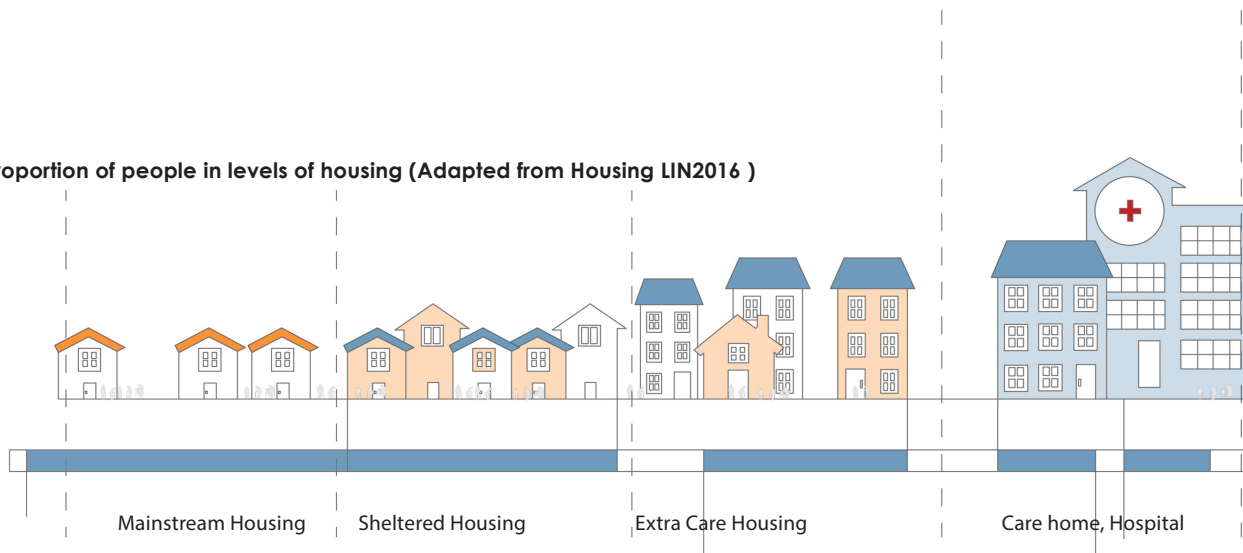 roportion of people in levels of housing (Adapted from Housing LIN2016 )
Mainstream Housing Sheltered Housing Extra Care Housing Care home, Hospital